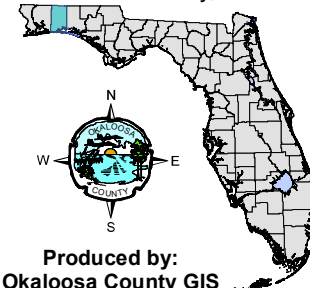 N
OKALOOSA
W
E
COUNTY
S
Produced by:
Okaloosa County GIS